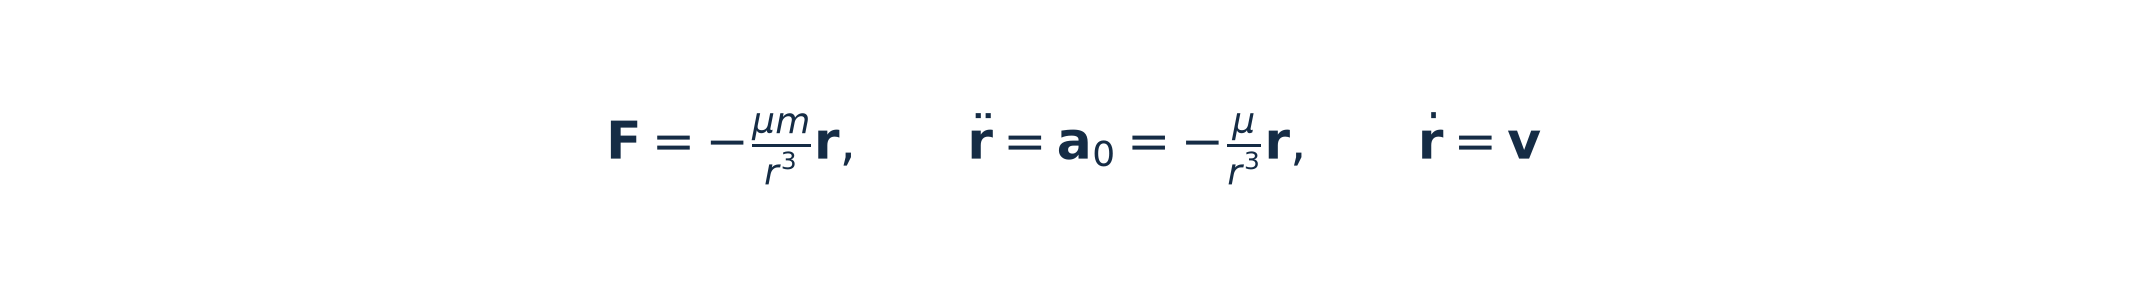 F = −μm/r³ r,  r̈ = a₀ = −μ/r³ r,  ṙ = v